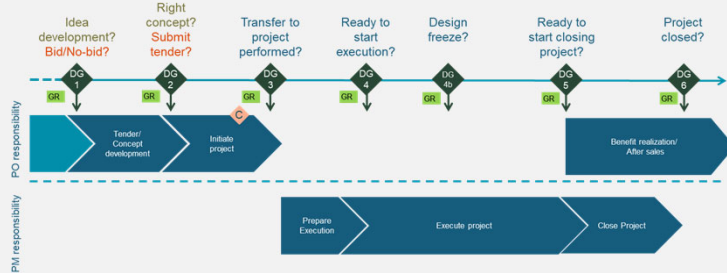 Idea
development?
Bid/No-bid?
Right
concept?
Submit
tender?
Transfer to
project
performed?
Ready to
start
execution?
Design
freeze?
Ready to
start closing
project?
Project
closed?
DG
1
DG
2
DG
3
DG
4
DG
4b
DG
5
DG
6
GR
GR
GR
GR
GR
GR
GR
C
PO responsibility
Tender/
Concept
development
Initiate
project
Benefit realization/
After sales
PM responsibility
Prepare
Execution
Execute project
Close Project